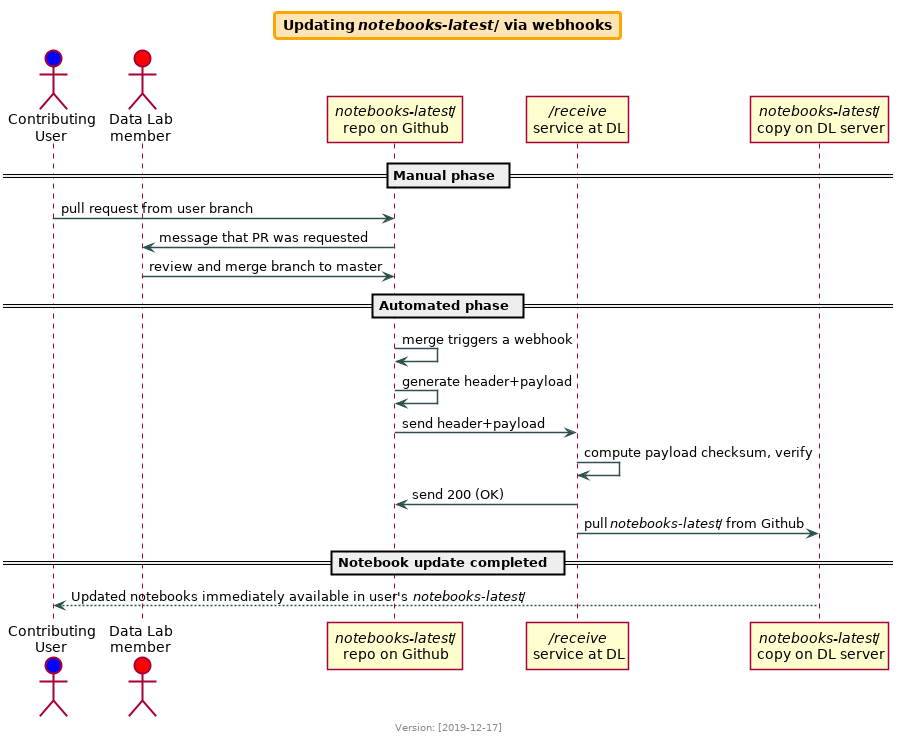 Updating notebooks-latest/ via webhooks
Contributing
User
Data Lab
member
notebooks-latest/
repo on Github
/receive
service at DL
notebooks-latest/
copy on DL server
Manual phase
pull request from user branch
message that PR was requested
review and merge branch to master
Automated phase
merge triggers a webhook
generate header+payload
send header+payload
compute payload checksum, verify
send 200 (OK)
pull notebooks-latest/ from Github
Notebook update completed
Updated notebooks immediately available in user's notebooks-latest/
Contributing
User
Data Lab
member
notebooks-latest/
repo on Github
/receive
service at DL
notebooks-latest/
copy on DL server
Version: [2019-12-17]